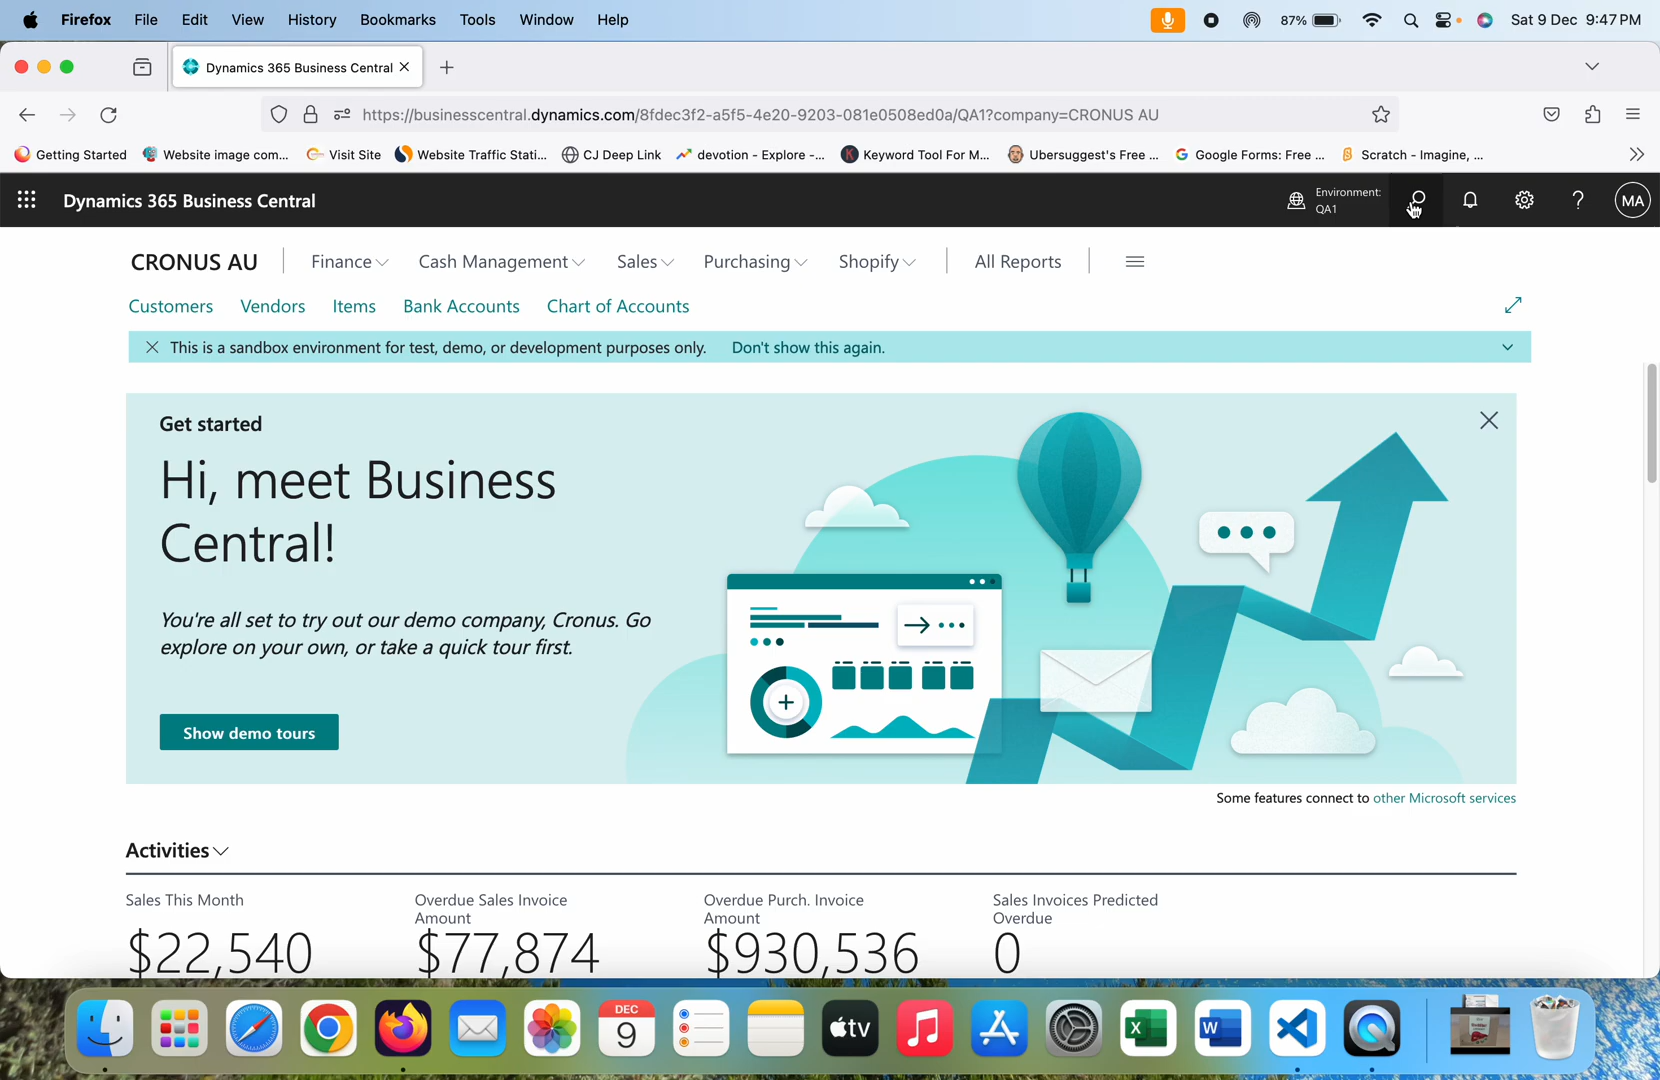 Firefox File Edit View History Bookmarks Tools Window Help 87% Sat 9 Dec 9:47 PM
Dynamics 365 Business Central
https://businesscentral.dynamics.com/8fdec3f2-a5f5-4e20-9203-081e0508ed0a/QA1?company=CRONUS AU
Getting Started Website image com... Visit Site Website Traffic Stati... CJ Deep Link devotion - Explore -... Keyword Tool For M... Ubersuggest's Free ... Google Forms: Free ... Scratch - Imagine, ...
Dynamics 365 Business Central Environment: QA1 ? MA
CRONUS AU Finance Cash Management Sales Purchasing Shopify All Reports
Customers Vendors Items Bank Accounts Chart of Accounts
This is a sandbox environment for test, demo, or development purposes only. Don't show this again.
Get started
Hi, meet Business
Central!
You're all set to try out our demo company, Cronus. Go
explore on your own, or take a quick tour first.
Show demo tours
Some features connect to other Microsoft services
Activities
Sales This Month
$22,540
Overdue Sales Invoice
Amount
$77,874
Overdue Purch. Invoice
Amount
$930,536
Sales Invoices Predicted
Overdue
0
DEC
9
tv
X
W